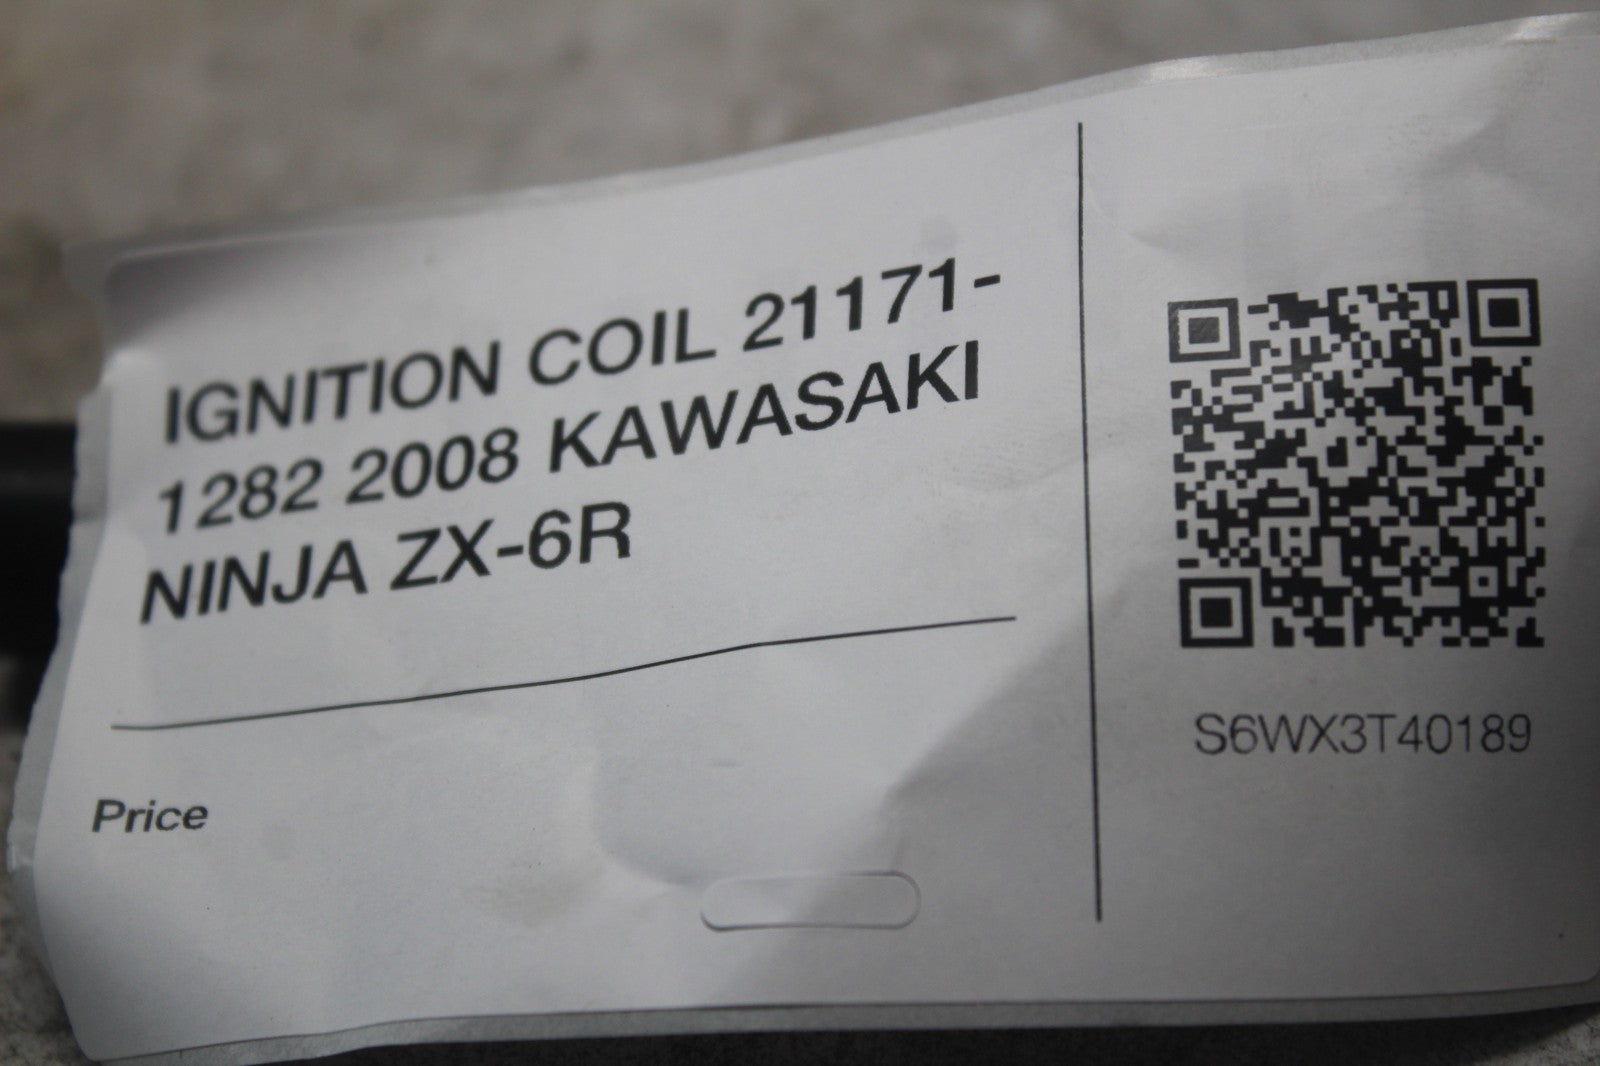 IGNITION COIL 21171-
1282 2008 KAWASAKI
NINJA ZX-6R
Price
S6WX3T40189